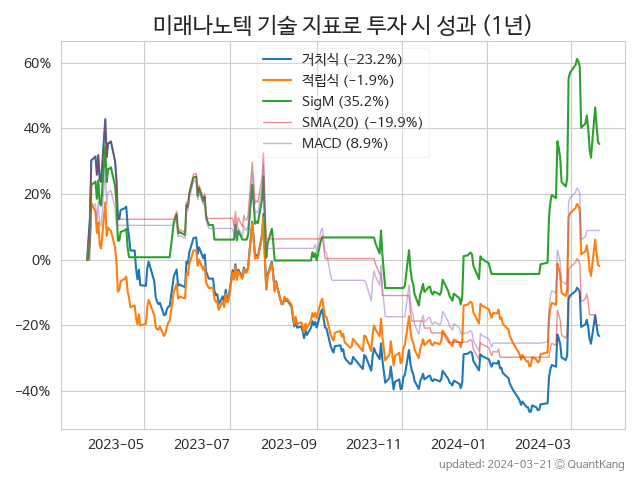 미래나노텍 기술 지표로 투자 시 성과 (1년)
거치식 (−23.2%)
적립식 (−1.9%)
SigM (35.2%)
SMA(20) (−19.9%)
MACD (8.9%)
60%
40%
20%
0%
−20%
−40%
2023-05 2023-07 2023-09 2023-11 2024-01 2024-03
updated: 2024-03-21 © QuantKang